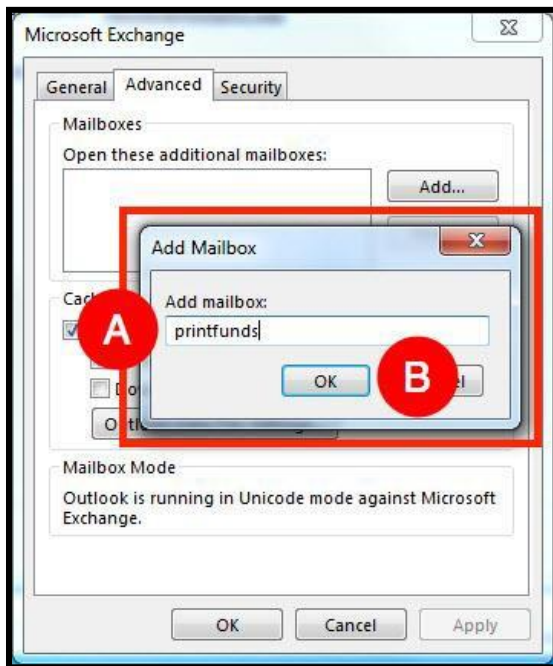 Microsoft Exchange
General Advanced Security
Mailboxes
Open these additional mailboxes:
Add...
Add Mailbox
Add mailbox:
A
printfunds
OK
B
Mailbox Mode
Outlook is running in Unicode mode against Microsoft
Exchange.
OK Cancel Apply